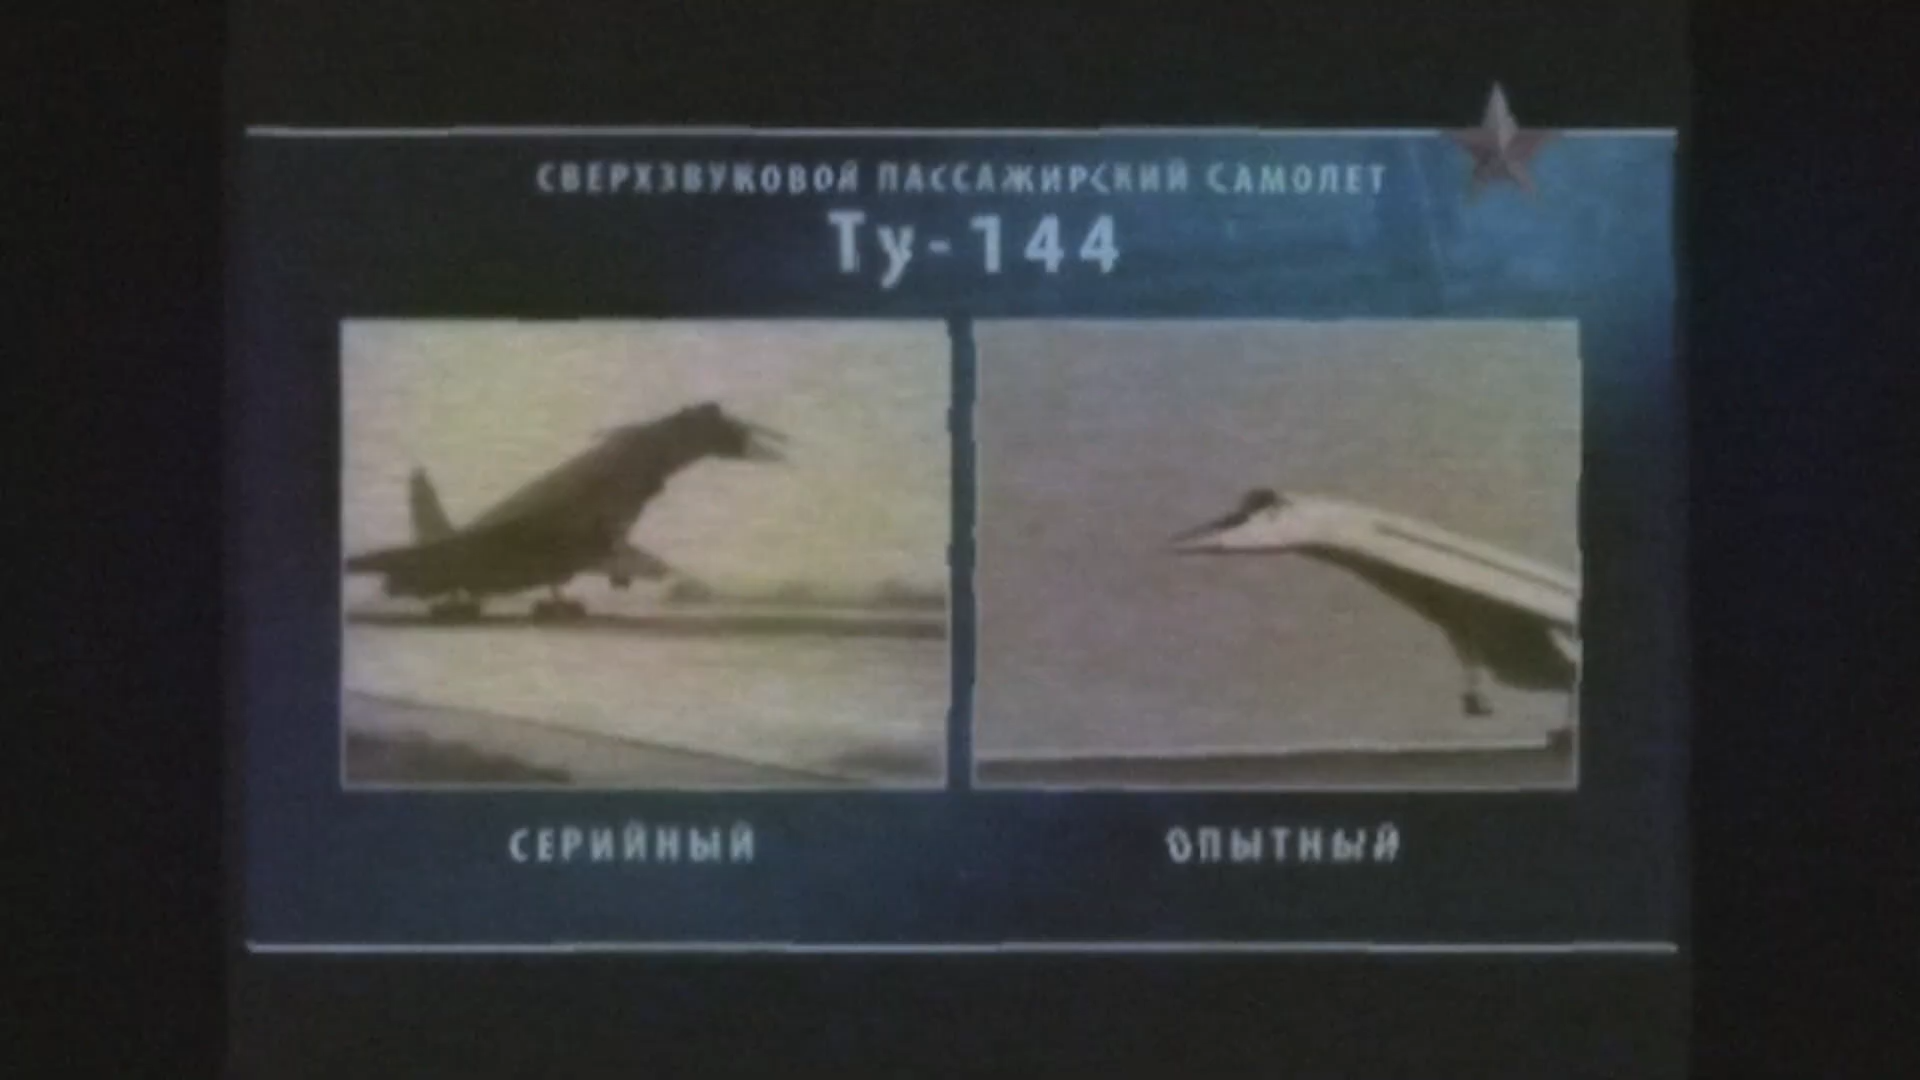 СВЕРХЗВУКОВОЙ ПАССАЖИРСКИЙ САМОЛЕТ
Ту-144
СЕРИЙНЫЙ
ОПЫТНЫЙ